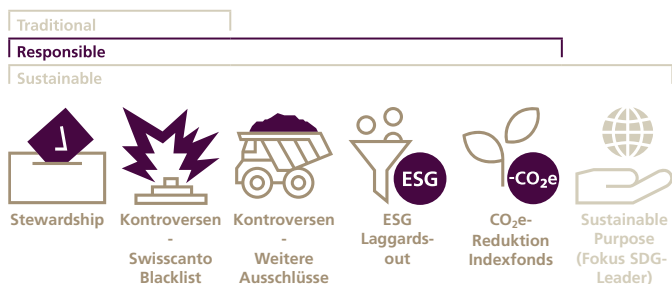 Traditional
Responsible
Sustainable
ESG
-CO₂e
Stewardship
Kontroversen
-
Swisscanto
Blacklist
Kontroversen
-
Weitere
Ausschlüsse
ESG
Laggards-
out
CO₂e-
Reduktion
Indexfonds
Sustainable
Purpose
(Fokus SDG-
Leader)